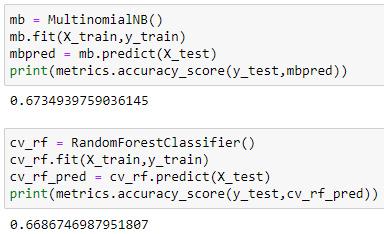 mb = MultinomialNB()
mb.fit(X_train,y_train)
mbpred = mb.predict(X_test)
print(metrics.accuracy_score(y_test,mbpred))
0.6734939759036145
cv_rf = RandomForestClassifier()
cv_rf.fit(X_train,y_train)
cv_rf_pred = cv_rf.predict(X_test)
print(metrics.accuracy_score(y_test,cv_rf_pred))
0.6686746987951807